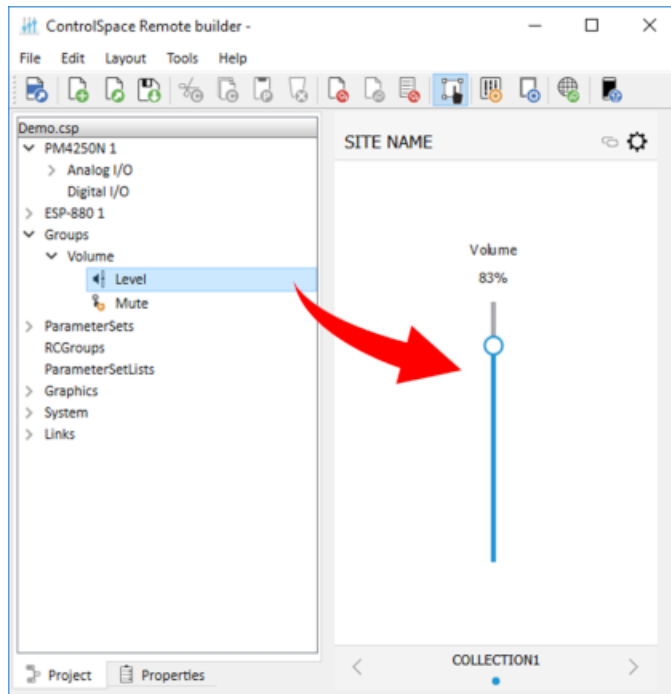 ControlSpace Remote builder -
File Edit Layout Tools Help
Demo.csp
PM4250N 1
Analog I/O
Digital I/O
ESP-880 1
Groups
Volume
Level
Mute
ParameterSets
RCGroups
ParameterSetLists
Graphics
System
Links
Project Properties
SITE NAME
Volume
83%
COLLECTION1